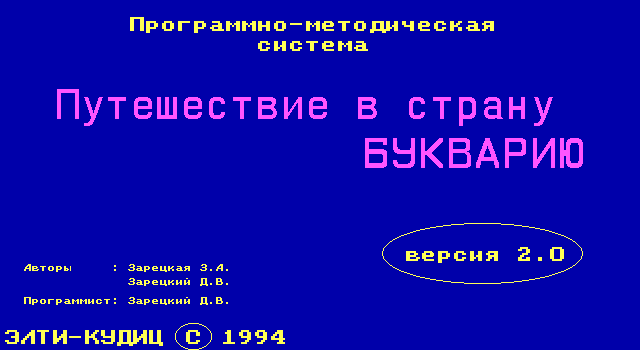 Программно-методическая
система
Путешествие в страну
БУКВАРИЮ
версия 2.0
Авторы : Зарецкая З.А.
Зарецкий Д.В.
Программист: Зарецкий Д.В.
ЭЛТИ-КУДИЦ (C) 1994